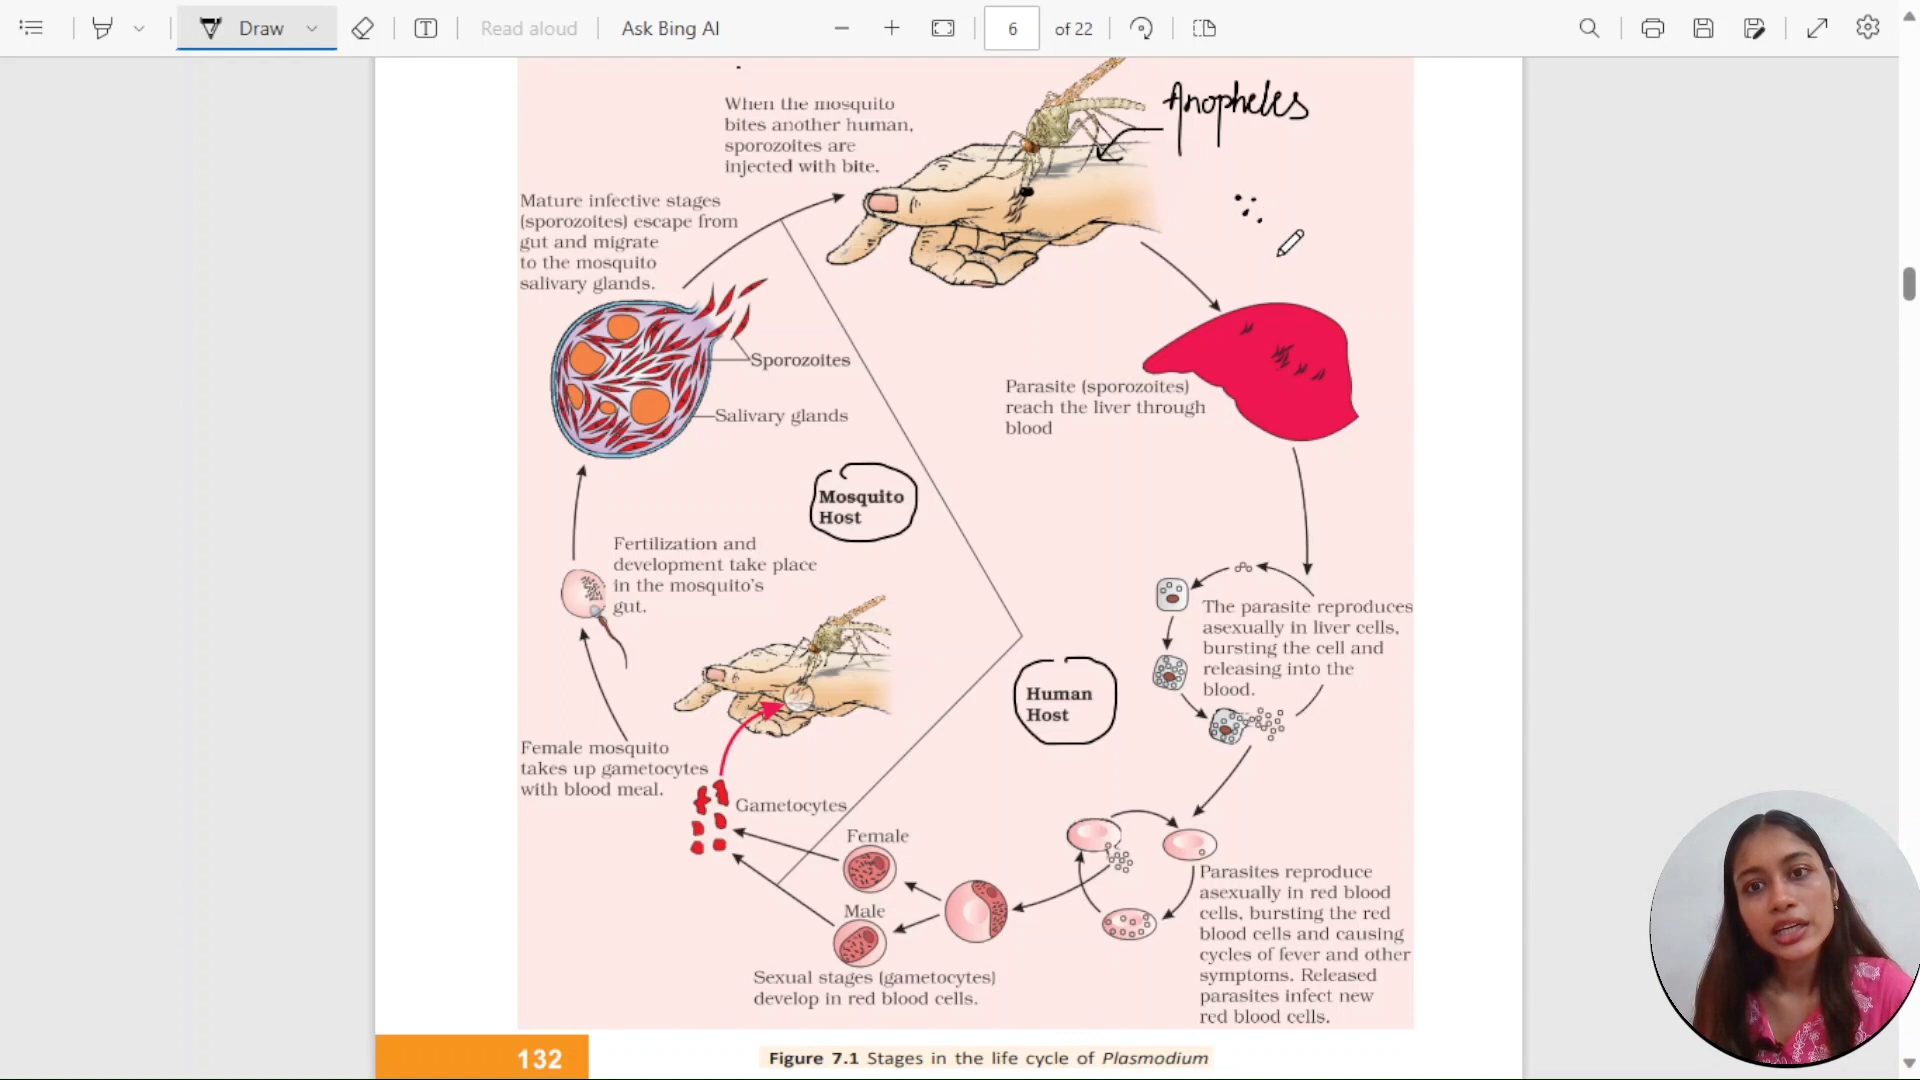 Draw
Read aloud
Ask Bing AI
6
of 22
Anopheles
When the mosquito
bites another human,
sporozoites are
injected with bite.
Mature infective stages
(sporozoites) escape from
gut and migrate
to the mosquito
salivary glands.
Sporozoites
Salivary glands
Parasite (sporozoites)
reach the liver through
blood
Mosquito
Host
Fertilization and
development take place
in the mosquito's
gut.
The parasite reproduces
asexually in liver cells,
bursting the cell and
releasing into the
blood.
Human
Host
Female mosquito
takes up gametocytes
with blood meal.
Gametocytes
Female
Male
Parasites reproduce
asexually in red blood
cells, bursting the red
blood cells and causing
cycles of fever and other
symptoms. Released
parasites infect new
red blood cells.
Sexual stages (gametocytes)
develop in red blood cells.
132
Figure 7.1 Stages in the life cycle of Plasmodium